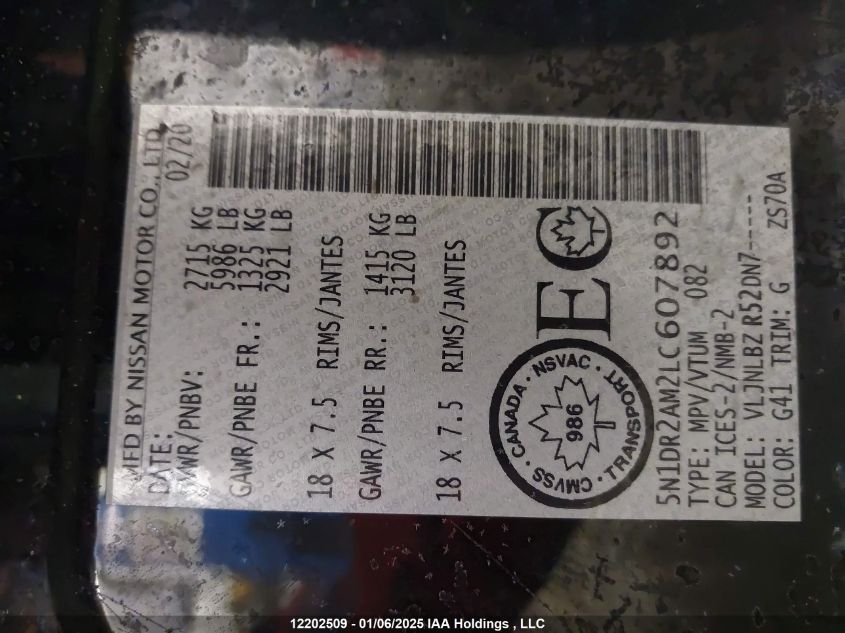 MFD BY NISSAN MOTOR CO., LTD.
DATE: 02/20
GVWR/PNBV: 2715 KG
5986 LB
GAWR/PNBE FR.: 1325 KG
2921 LB
18 X 7.5 RIMS/JANTES
GAWR/PNBE RR.: 1415 KG
3120 LB
18 X 7.5 RIMS/JANTES
CANADA · NSVAC · TRANSPORT · CMVSS ·
986
EC
5N1DR2AM2LC607892
TYPE: MPV/VTUM 082
CAN ICES-2/NMB-2
MODEL: VLJNLBZ R52DN7-----
COLOR: G41 TRIM: G ZS70A
12202509 - 01/06/2025 IAA Holdings , LLC